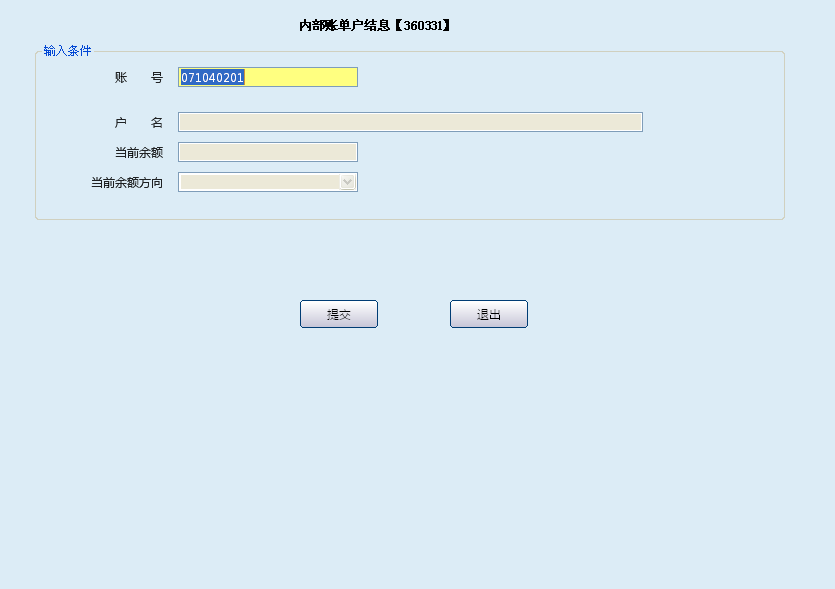 内部账单户结息【360331】
输入条件
账 号 071040201
户 名
当前余额
当前余额方向
提交 退出